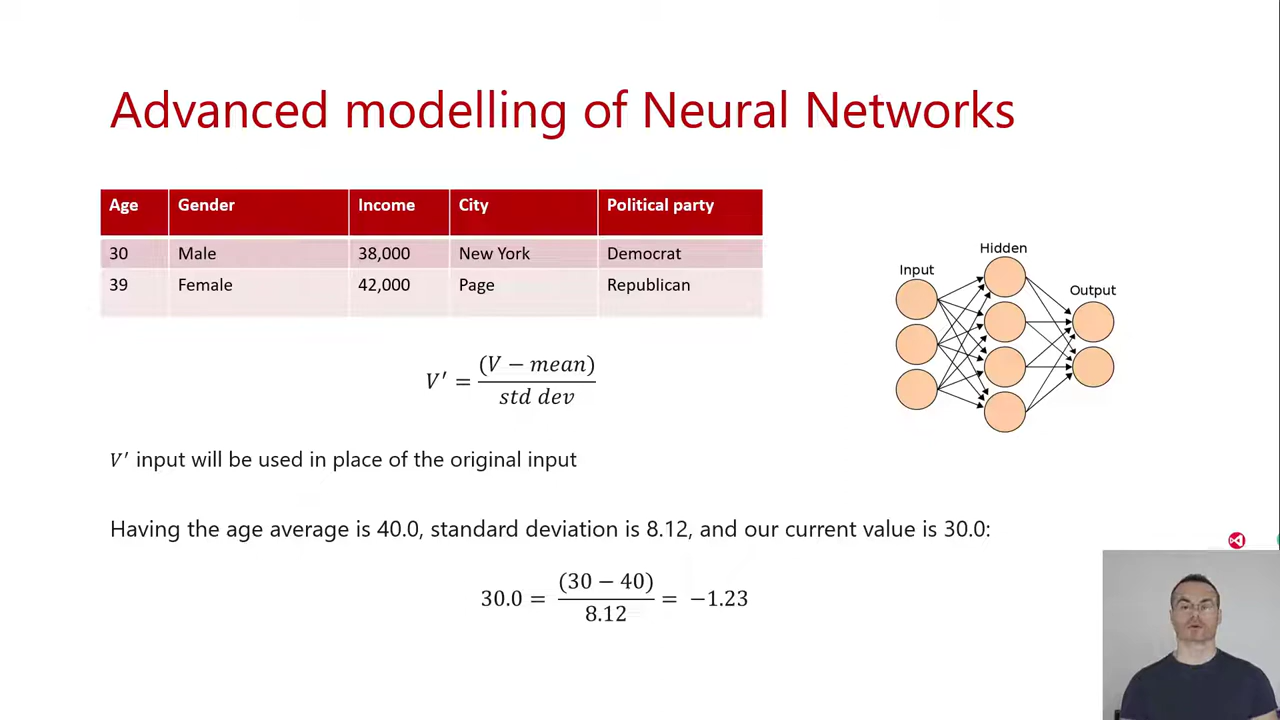 Advanced modelling of Neural Networks
Age Gender Income City Political party
30 Male 38,000 New York Democrat
39 Female 42,000 Page Republican
Hidden
Input
Output
𝑉′ = (𝑉 − 𝑚𝑒𝑎𝑛) / 𝑠𝑡𝑑 𝑑𝑒𝑣
𝑉′ input will be used in place of the original input
Having the age average is 40.0, standard deviation is 8.12, and our current value is 30.0:
30.0 = (30 − 40) / 8.12 = −1.23